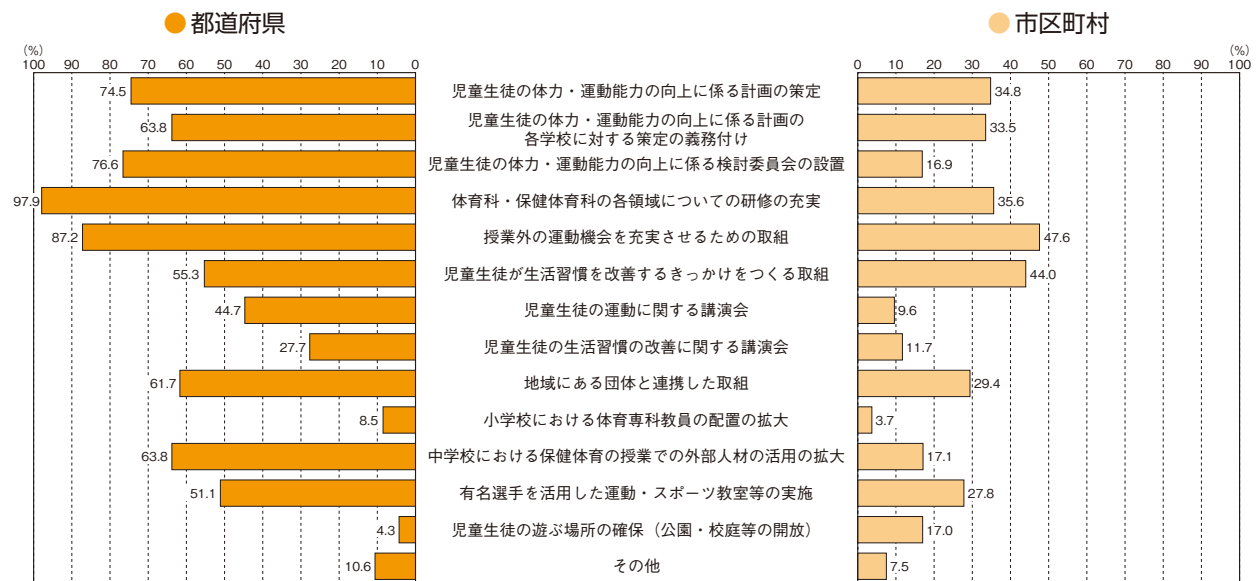 都道府県
市区町村
(%)
100 90 80 70 60 50 40 30 20 10 0
(%)
0 10 20 30 40 50 60 70 80 90 100
74.5 児童生徒の体力・運動能力の向上に係る計画の策定 34.8
63.8 児童生徒の体力・運動能力の向上に係る計画の
各学校に対する策定の義務付け 33.5
76.6 児童生徒の体力・運動能力の向上に係る検討委員会の設置 16.9
97.9 体育科・保健体育科の各領域についての研修の充実 35.6
87.2 授業外の運動機会を充実させるための取組 47.6
55.3 児童生徒が生活習慣を改善するきっかけをつくる取組 44.0
44.7 児童生徒の運動に関する講演会 9.6
27.7 児童生徒の生活習慣の改善に関する講演会 11.7
61.7 地域にある団体と連携した取組 29.4
8.5 小学校における体育専科教員の配置の拡大 3.7
63.8 中学校における保健体育の授業での外部人材の活用の拡大 17.1
51.1 有名選手を活用した運動・スポーツ教室等の実施 27.8
4.3 児童生徒の遊ぶ場所の確保（公園・校庭等の開放） 17.0
10.6 その他 7.5